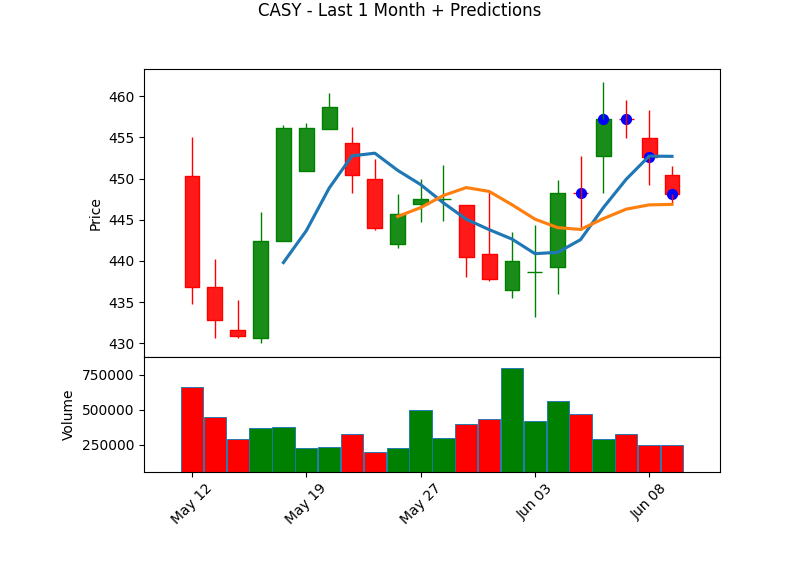 CASY - Last 1 Month + Predictions
460
455
450
445
440
435
430
Price
750000
500000
250000
Volume
May 12
May 19
May 27
Jun 03
Jun 08